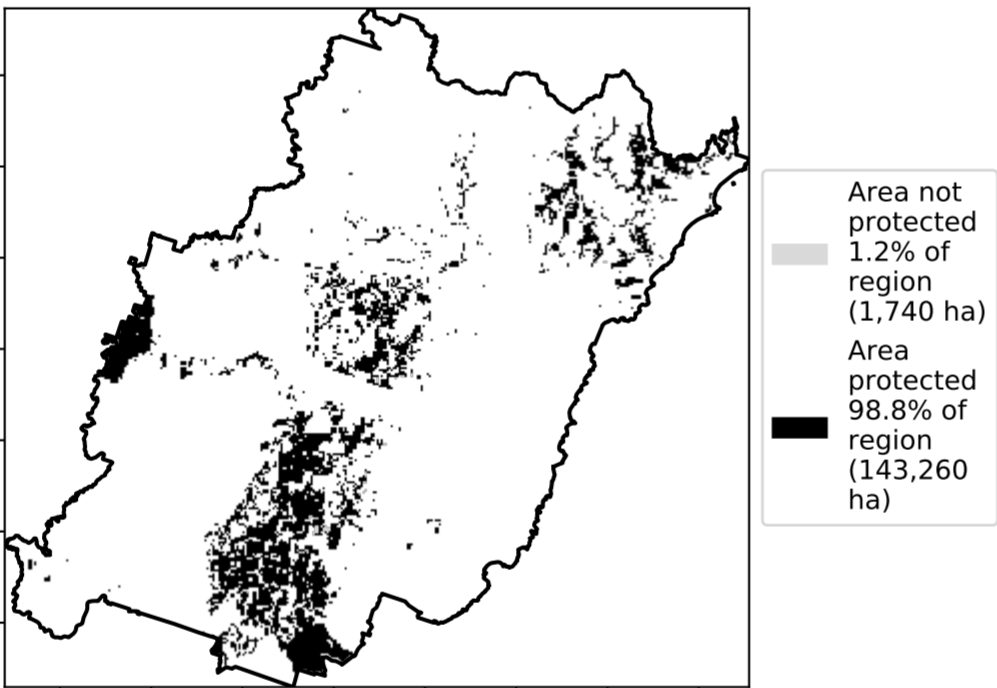 Area not
protected
1.2% of
region
(1,740 ha)
Area
protected
98.8% of
region
(143,260
ha)